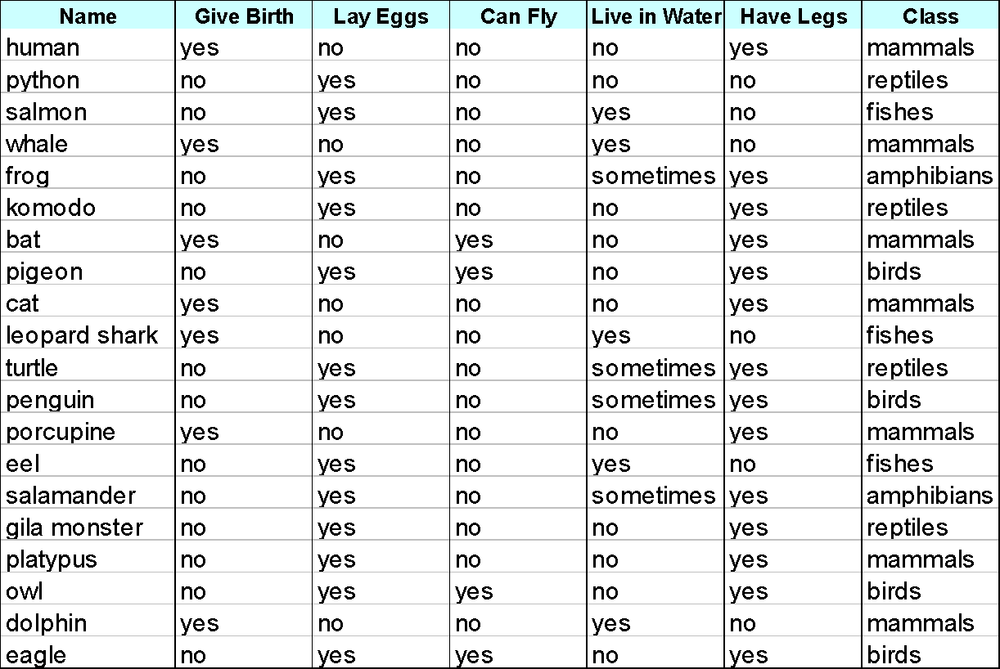 Name Give Birth Lay Eggs Can Fly Live in Water Have Legs Class
human yes no no no yes mammals
python no yes no no no reptiles
salmon no yes no yes no fishes
whale yes no no yes no mammals
frog no yes no sometimes yes amphibians
komodo no yes no no yes reptiles
bat yes no yes no yes mammals
pigeon no yes yes no yes birds
cat yes no no no yes mammals
leopard shark yes no no yes no fishes
turtle no yes no sometimes yes reptiles
penguin no yes no sometimes yes birds
porcupine yes no no no yes mammals
eel no yes no yes no fishes
salamander no yes no sometimes yes amphibians
gila monster no yes no no yes reptiles
platypus no yes no no yes mammals
owl no yes yes no yes birds
dolphin yes no no yes no mammals
eagle no yes yes no yes birds